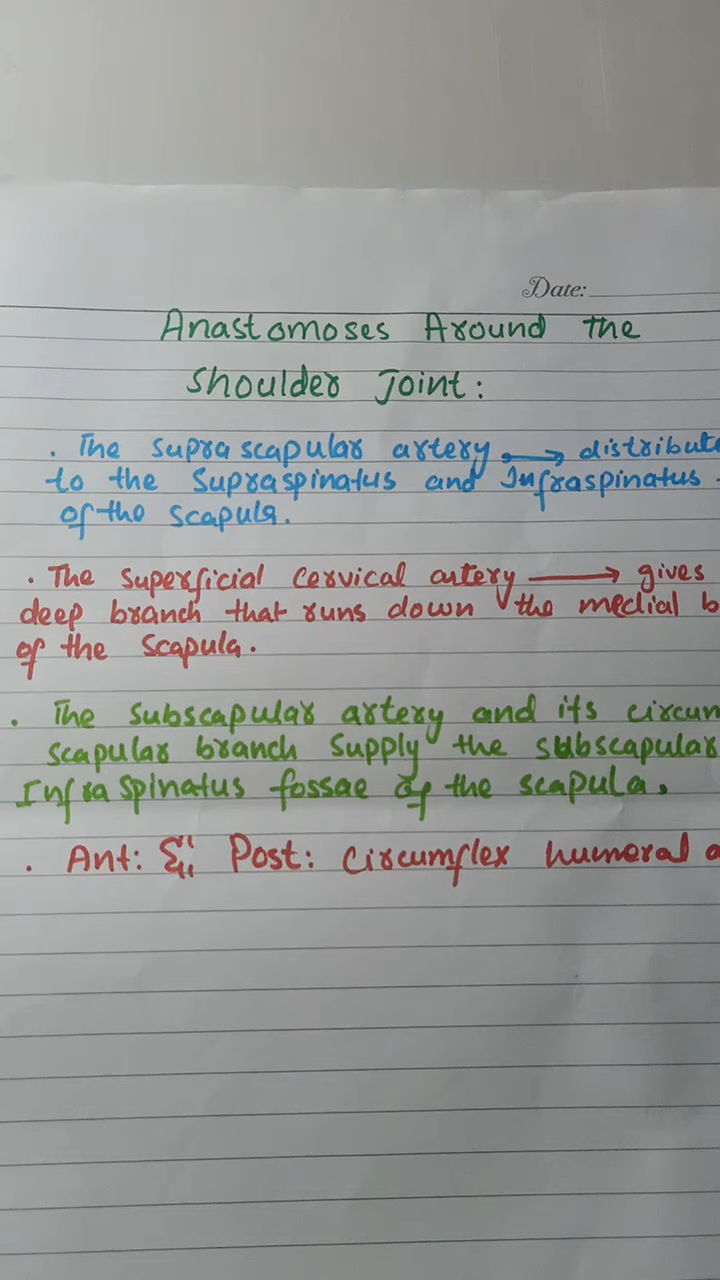 Date:
Anastomoses Around the
Shoulder Joint:
. The Suprascapular artery → distribute
to the Supraspinatus and Infraspinatus
of the Scapula.
. The Superficial Cervical artery → gives
deep branch that runs down the medial b
of the Scapula.
. The Subscapular artery and its circum
scapular branch Supply the subscapular
Infraspinatus fossae of the scapula.
. Ant: & Post: Circumflex humeral a